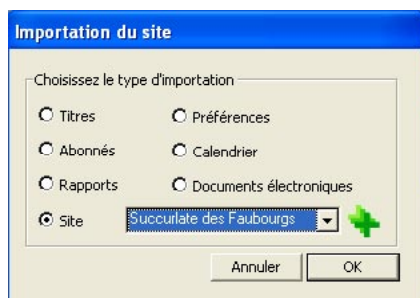 Importation du site
Choisissez le type d'importation
Titres
Préférences
Abonnés
Calendrier
Rapports
Documents électroniques
Site
Succurlate des Faubourgs
Annuler
OK